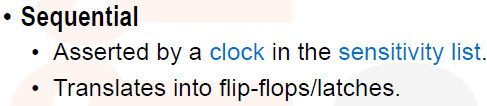 • Sequential
• Asserted by a clock in the sensitivity list.
• Translates into flip-flops/latches.